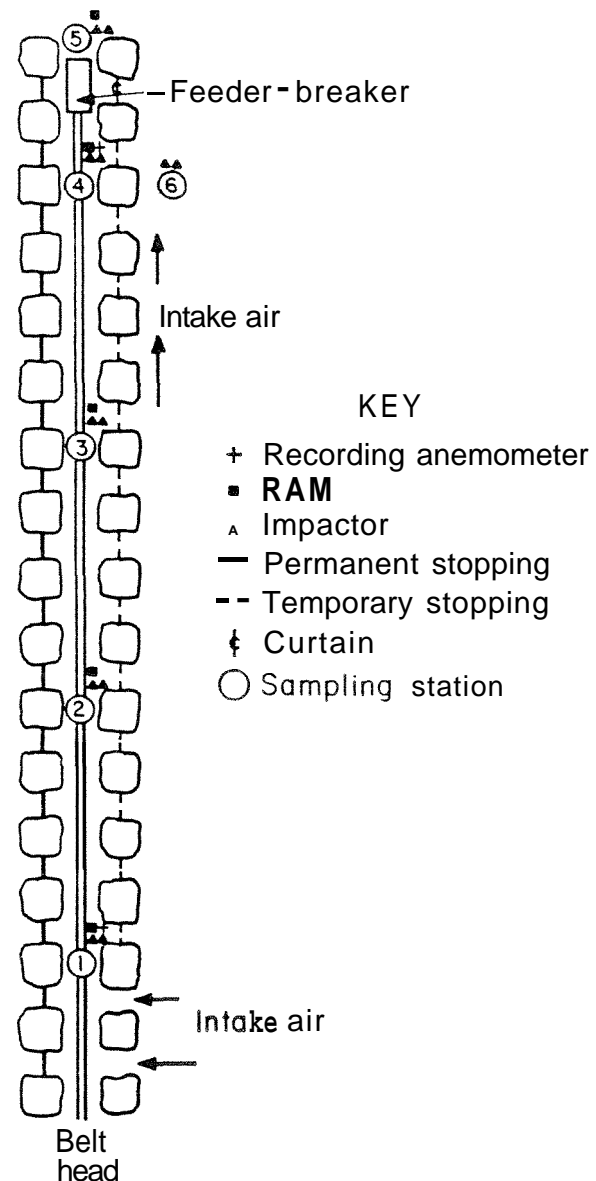 5
Feeder-breaker
4
6
Intake air
3
KEY
Recording anemometer
RAM
Impactor
Permanent stopping
Temporary stopping
Curtain
Sampling station
2
1
Intake air
Belt
head